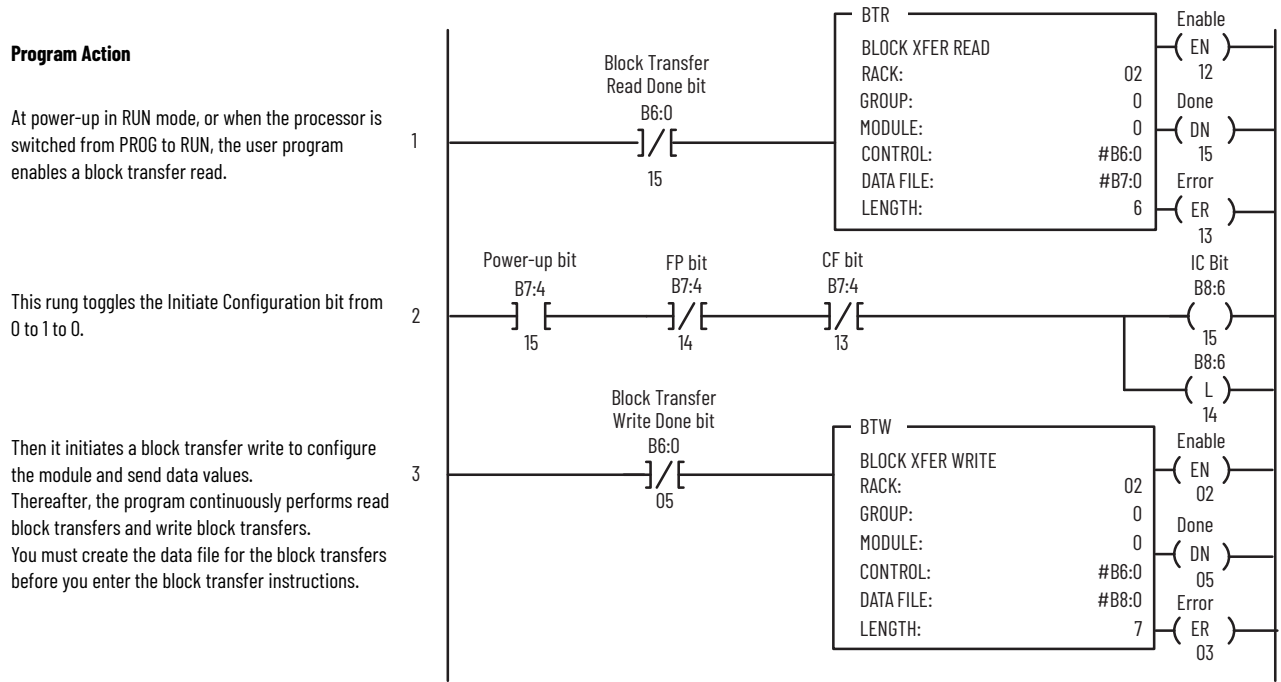 Program Action
At power-up in RUN mode, or when the processor is
switched from PROG to RUN, the user program
enables a block transfer read.
1
Block Transfer
Read Done bit
B6:0
15
BTR
BLOCK XFER READ
RACK: 02
GROUP: 0
MODULE: 0
CONTROL: #B6:0
DATA FILE: #B7:0
LENGTH: 6
Enable
EN
12
Done
DN
15
Error
ER
13
This rung toggles the Initiate Configuration bit from
0 to 1 to 0.
2
Power-up bit
B7:4
15
FP bit
B7:4
14
CF bit
B7:4
13
IC Bit
B8:6
15
B8:6
L
14
Then it initiates a block transfer write to configure
the module and send data values.
Thereafter, the program continuously performs read
block transfers and write block transfers.
You must create the data file for the block transfers
before you enter the block transfer instructions.
3
Block Transfer
Write Done bit
B6:0
05
BTW
BLOCK XFER WRITE
RACK: 02
GROUP: 0
MODULE: 0
CONTROL: #B6:0
DATA FILE: #B8:0
LENGTH: 7
Enable
EN
02
Done
DN
05
Error
ER
03